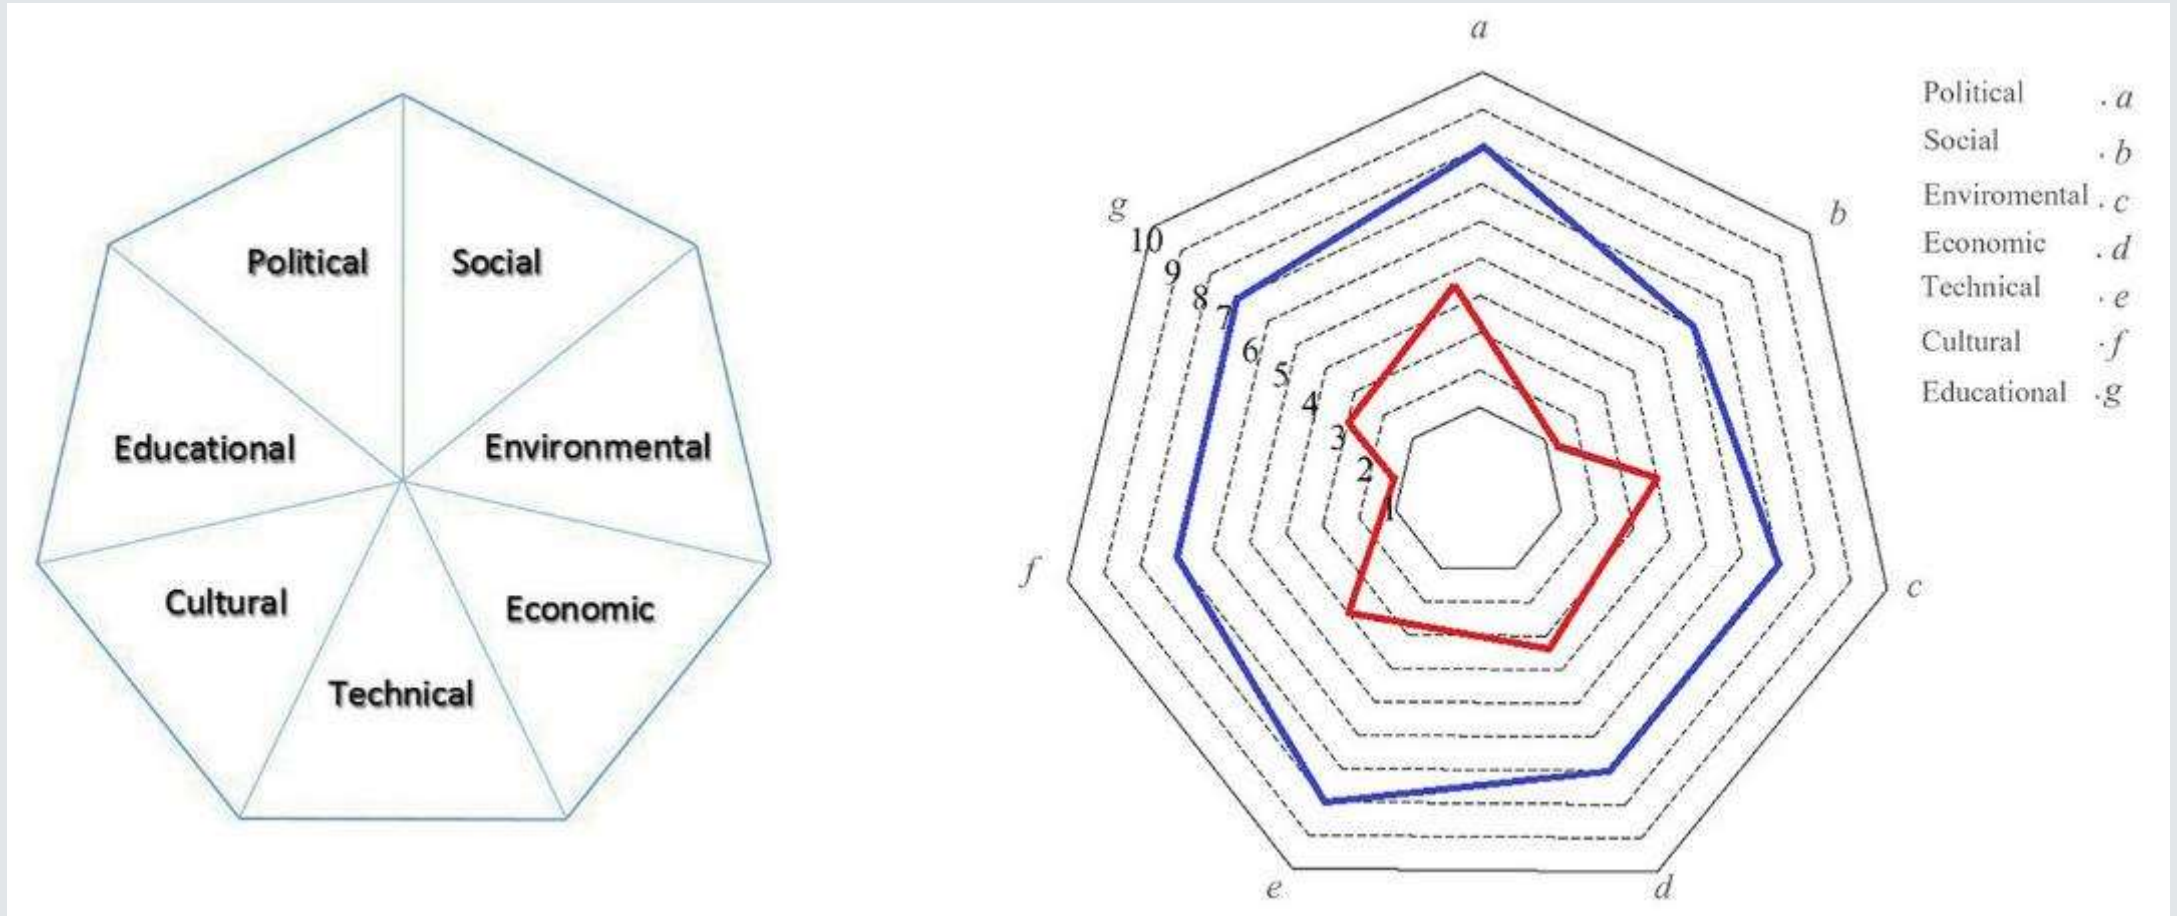 Political
Social
Educational
Environmental
Cultural
Economic
Technical
a
b
c
d
e
f
g
10
9
8
7
6
5
4
3
2
1
Political . a
Social . b
Enviromental . c
Economic . d
Technical . e
Cultural . f
Educational . g